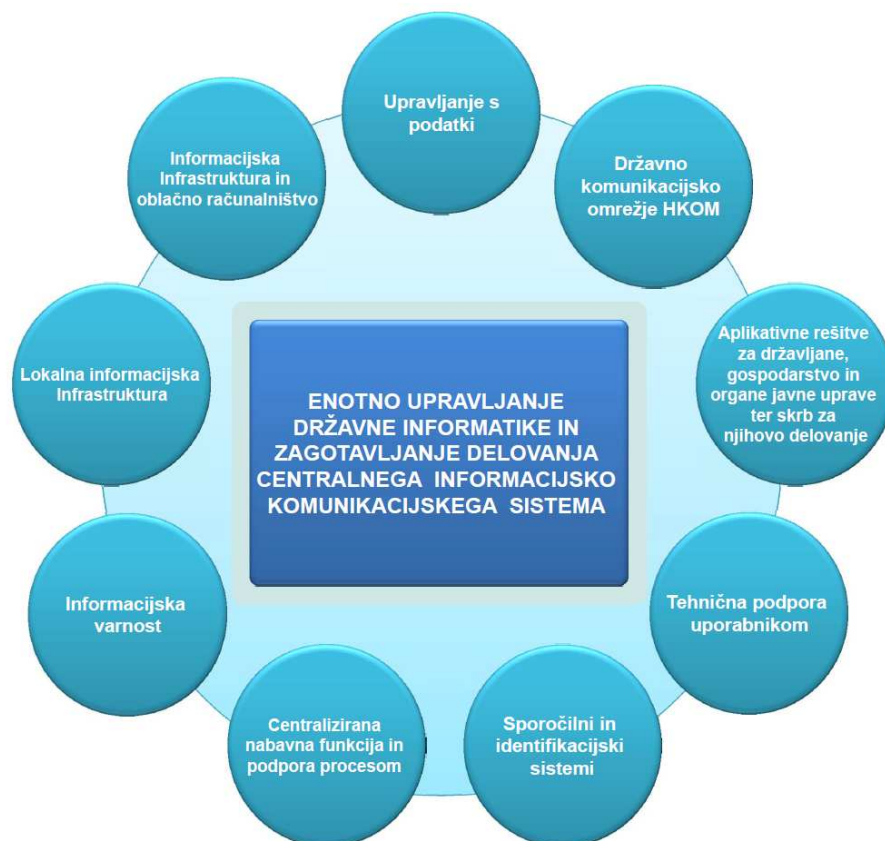 Upravljanje s
podatki
Državno
komunikacijsko
omrežje HKOM
Aplikativne rešitve
za državljane,
gospodarstvo in
organe javne uprave
ter skrb za
njihovo delovanje
Tehnična podpora
uporabnikom
Sporočilni in
identifikacijski
sistemi
Centralizirana
nabavna funkcija in
podpora procesom
Informacijska
varnost
Lokalna informacijska
Infrastruktura
Informacijska
Infrastruktura in
oblačno računalništvo
ENOTNO UPRAVLJANJE
DRŽAVNE INFORMATIKE IN
ZAGOTAVLJANJE DELOVANJA
CENTRALNEGA INFORMACIJSKO
KOMUNIKACIJSKEGA SISTEMA